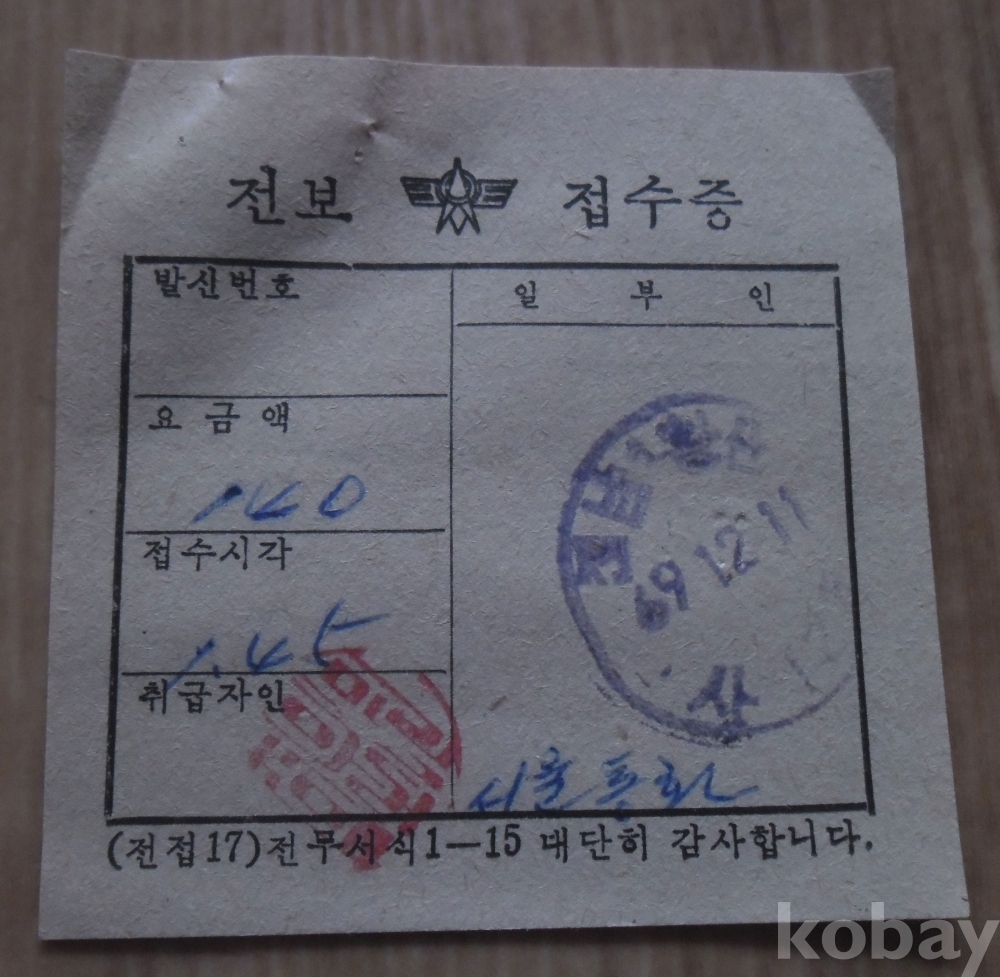 전보 접수증
발신번호
일 부 인
요금액
140
접수시각
1.45
취급자인
69.12.11
서울통화
(전접17)전무서식1—15 대단히 감사합니다.
kobay